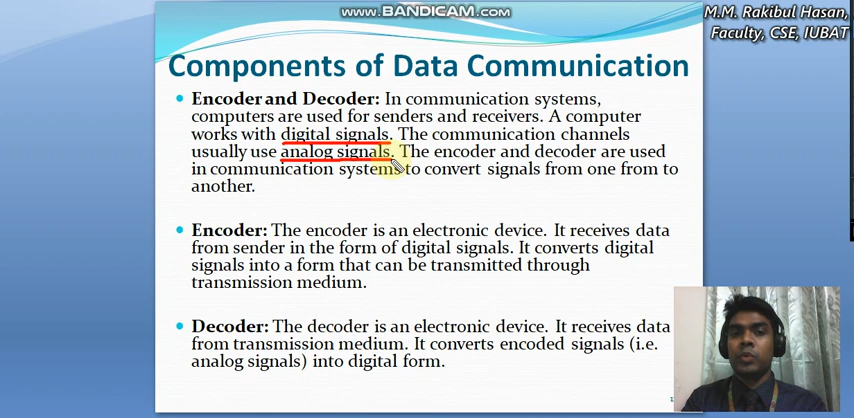 www.BANDICAM.com
M.M. Rakibul Hasan,
Faculty, CSE, IUBAT
Components of Data Communication
• Encoder and Decoder: In communication systems,
computers are used for senders and receivers. A computer
works with digital signals. The communication channels
usually use analog signals. The encoder and decoder are used
in communication systems to convert signals from one from to
another.
• Encoder: The encoder is an electronic device. It receives data
from sender in the form of digital signals. It converts digital
signals into a form that can be transmitted through
transmission medium.
• Decoder: The decoder is an electronic device. It receives data
from transmission medium. It converts encoded signals (i.e.
analog signals) into digital form.